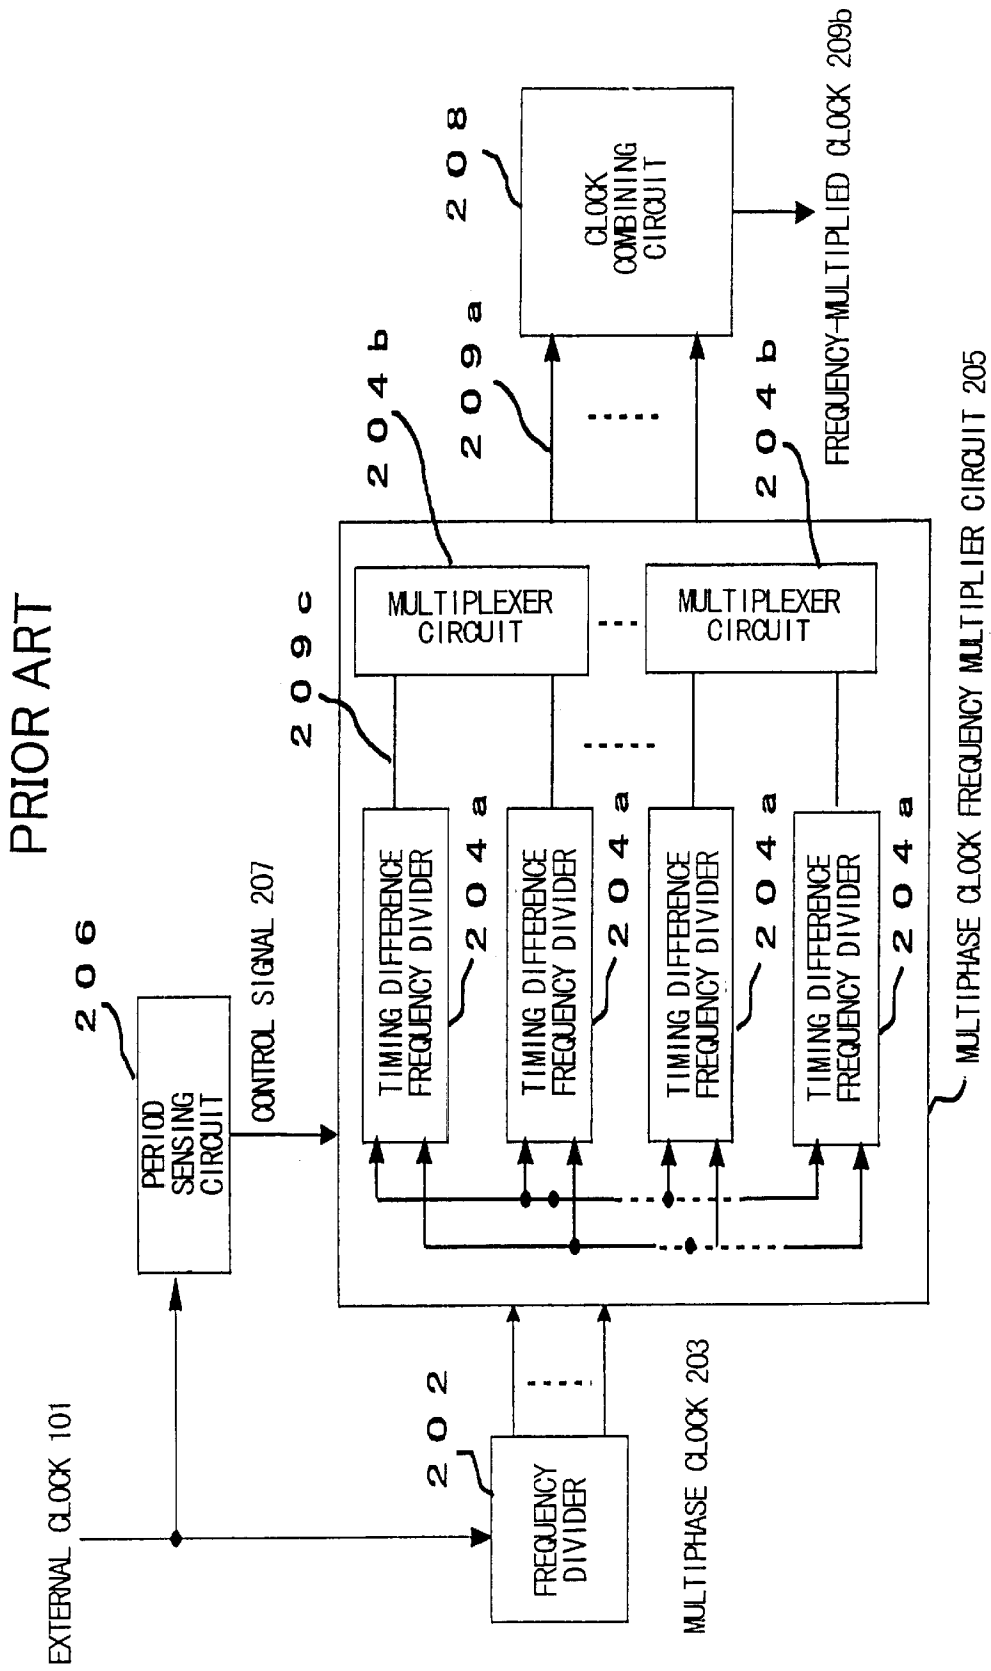 PRIOR ART
EXTERNAL CLOCK 101
206
PERIOD
SENSING
CIRCUIT
CONTROL SIGNAL 207
202
FREQUENCY
DIVIDER
MULTIPHASE CLOCK 203
TIMING DIFFERENCE
FREQUENCY DIVIDER
204a
TIMING DIFFERENCE
FREQUENCY DIVIDER
204a
TIMING DIFFERENCE
FREQUENCY DIVIDER
204a
TIMING DIFFERENCE
FREQUENCY DIVIDER
204a
209c
MULTIPLEXER
CIRCUIT
204b
MULTIPLEXER
CIRCUIT
204b
209a
208
CLOCK
COMBINING
CIRCUIT
FREQUENCY-MULTIPLIED CLOCK 209b
MULTIPHASE CLOCK FREQUENCY MULTIPLIER CIRCUIT 205